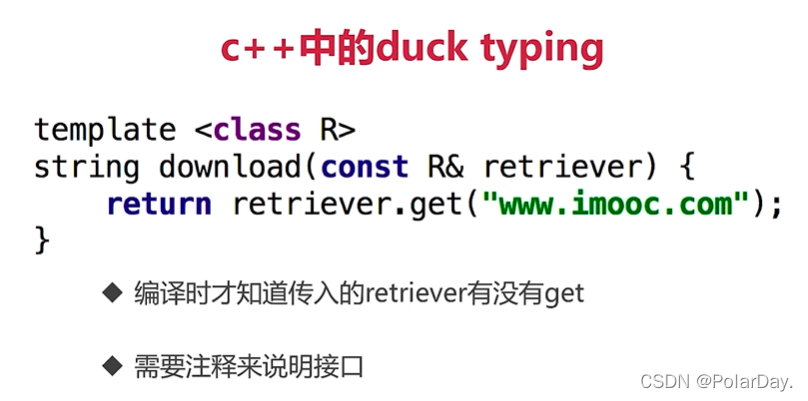 c++中的duck typing
template <class R>
string download(const R& retriever) {
    return retriever.get("www.imooc.com");
}
◆ 编译时才知道传入的retriever有没有get
◆ 需要注释来说明接口
CSDN @PolarDay.